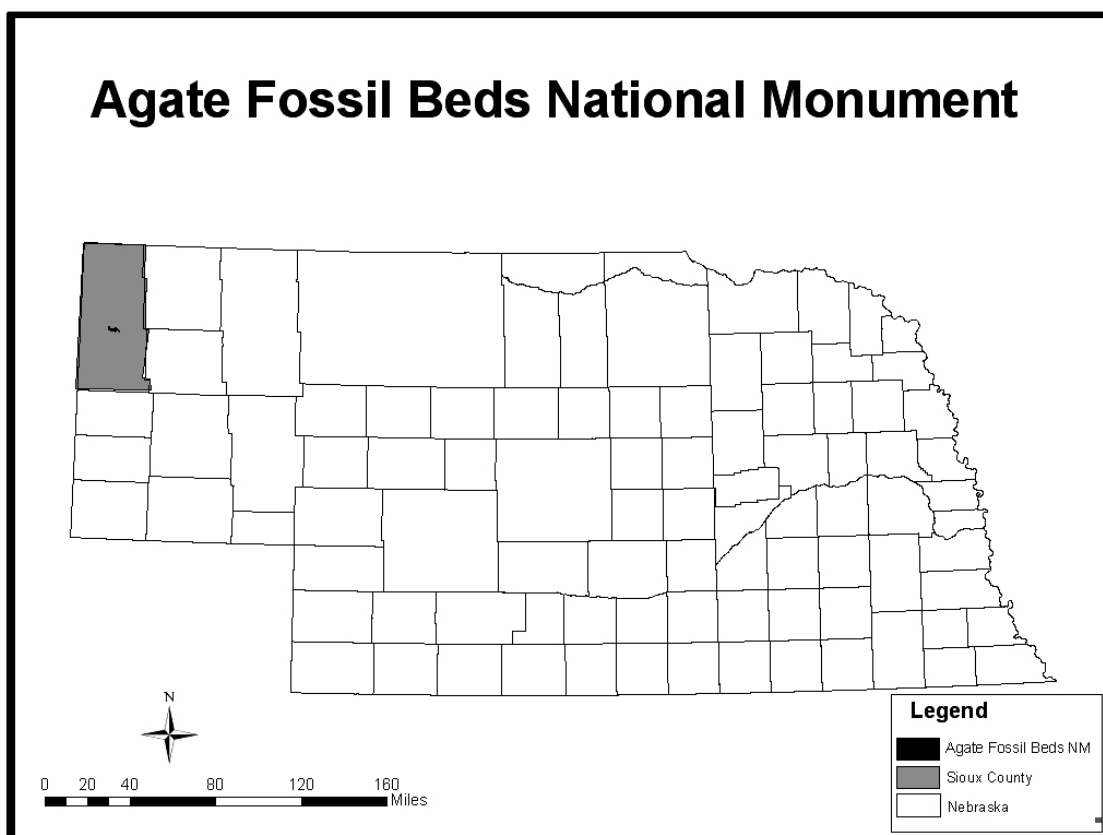 Agate Fossil Beds National Monument
N
0 20 40 80 120 160
Miles
Legend
Agate Fossil Beds NM
Sioux County
Nebraska